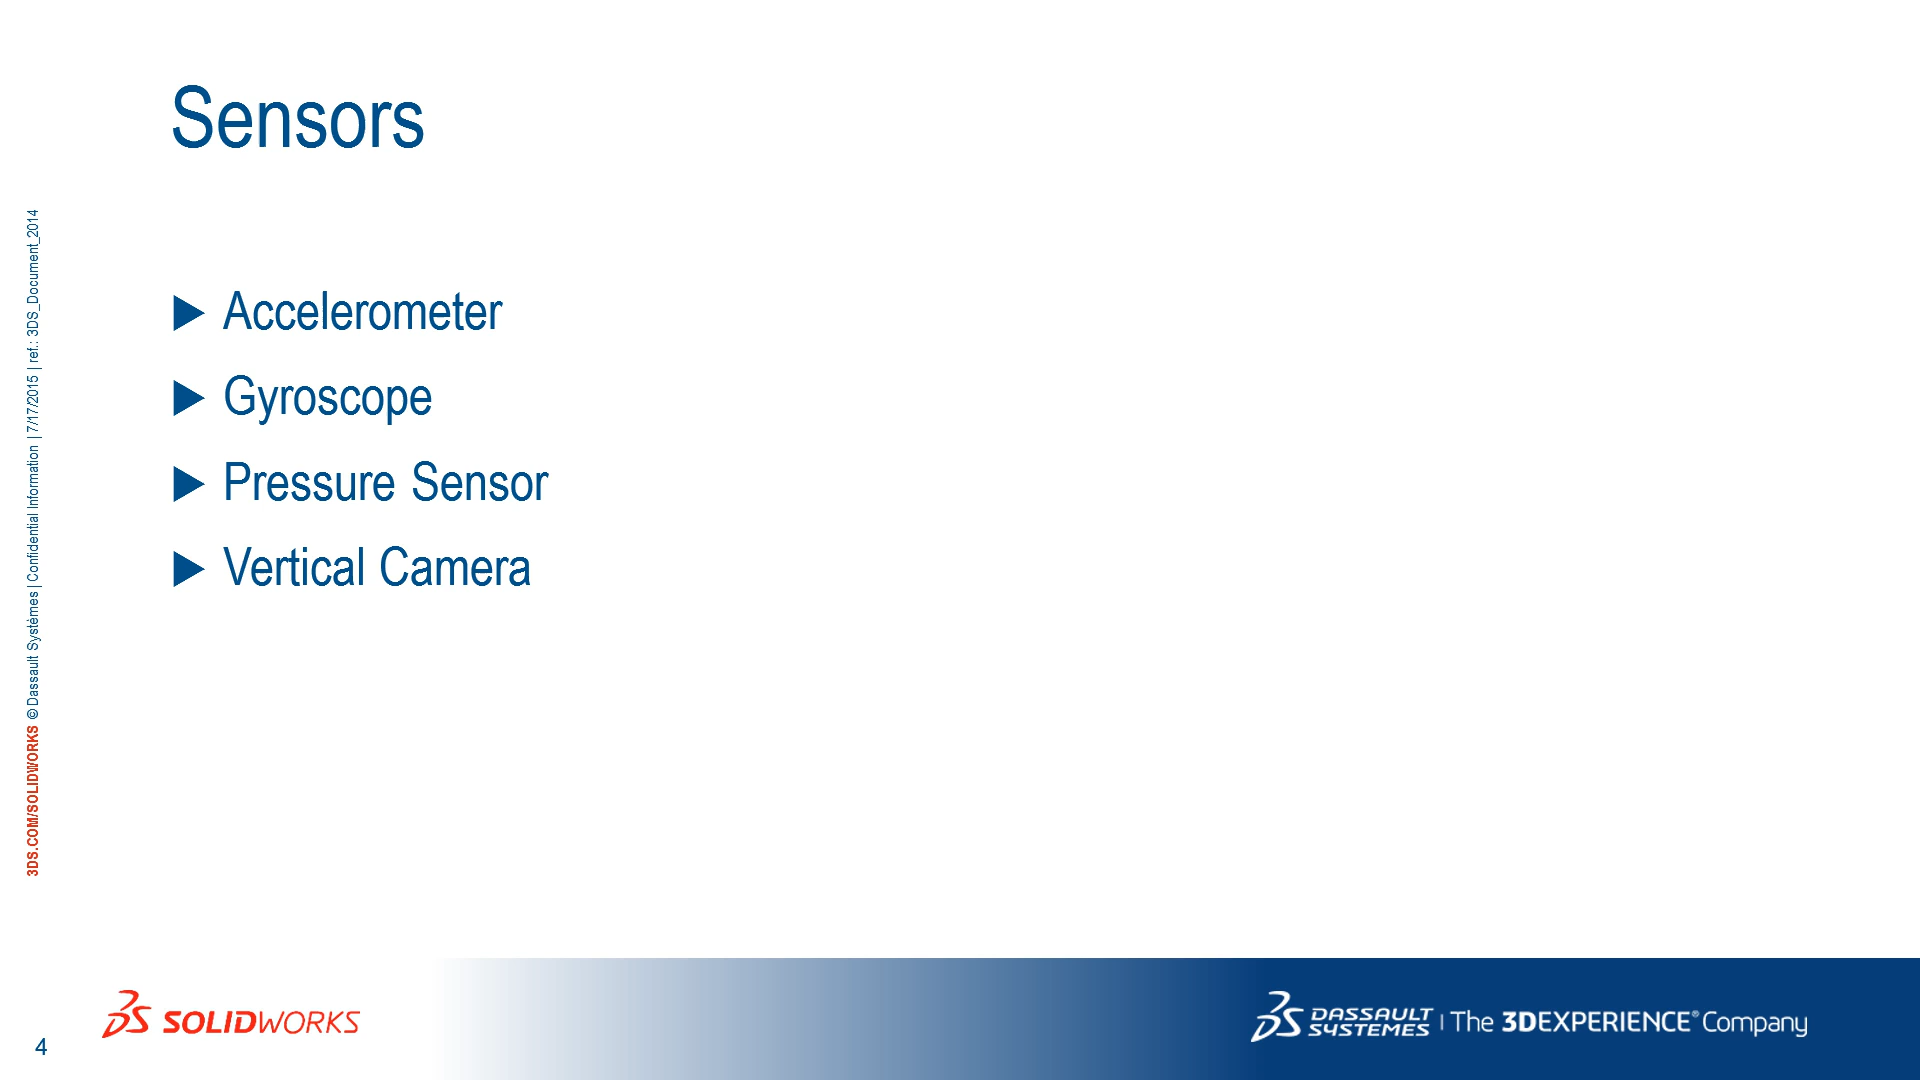 Sensors
Accelerometer
Gyroscope
Pressure Sensor
Vertical Camera
3DS.COM/SOLIDWORKS © Dassault Systèmes | Confidential Information | 7/17/2015 | ref.: 3DS_Document_2014
SOLIDWORKS
DASSAULT SYSTEMES | The 3DEXPERIENCE® Company
4